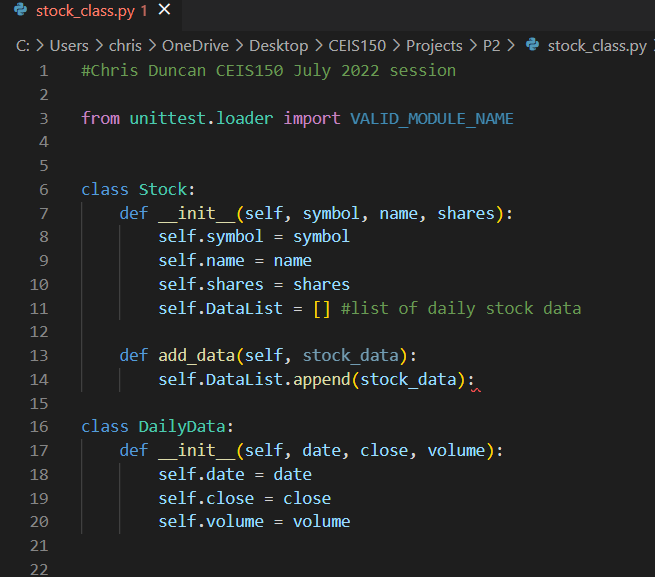 stock_class.py 1 ×
C: > Users > chris > OneDrive > Desktop > CEIS150 > Projects > P2 > stock_class.py
1 #Chris Duncan CEIS150 July 2022 session
2
3 from unittest.loader import VALID_MODULE_NAME
4
5
6 class Stock:
7     def __init__(self, symbol, name, shares):
8         self.symbol = symbol
9         self.name = name
10         self.shares = shares
11         self.DataList = [] #list of daily stock data
12
13     def add_data(self, stock_data):
14         self.DataList.append(stock_data):
15
16 class DailyData:
17     def __init__(self, date, close, volume):
18         self.date = date
19         self.close = close
20         self.volume = volume
21
22